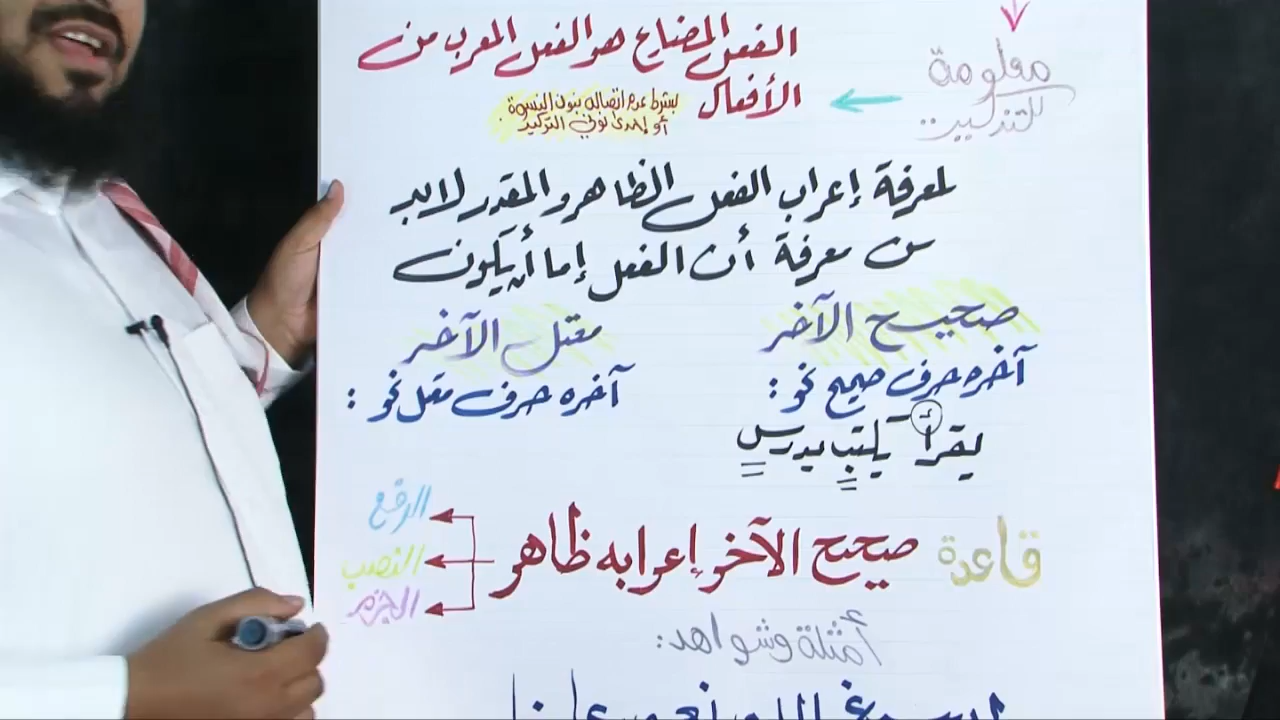 معلومة
للتذكير..
الفعل المضارع هو الفعل المعرب من
الأفعال
بشرط عدم اتصاله بنون النسوة
أو إحدى نوني التوكيد
لمعرفة إعراب الفعل الظاهر والمقدر لابد
من معرفة أن الفعل إما أن يكون
صحيح الآخر
معتل الآخر
آخره حرف صحيح نحو:
آخره حرف معتل نحو:
يقرأ يكتب يدرس
قاعدة صحيح الآخر إعرابه ظاهر
الرفع
النصب
الجزم
أمثلة وشواهد: